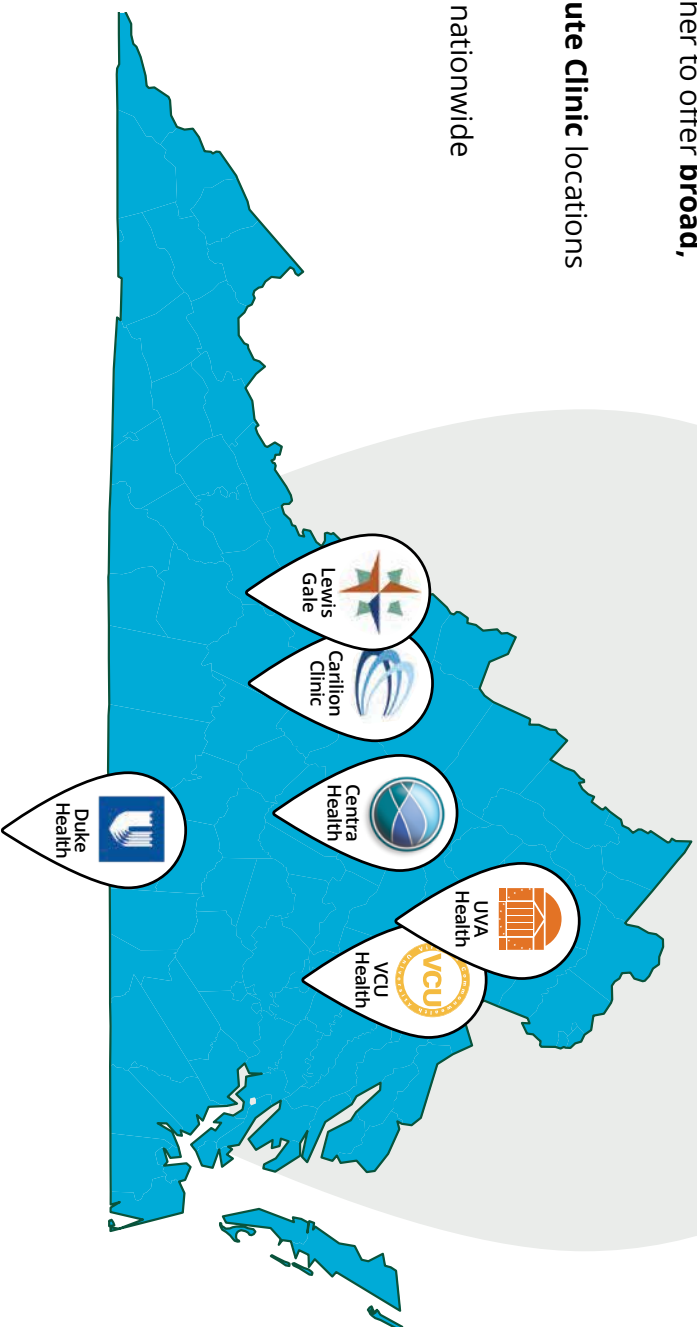 ner to offer broad,
ute Clinic locations
nationwide
Lewis
Gale
Carilion
Clinic
Centra
Health
UVA
Health
VCU
VCU
Health
Duke
Health